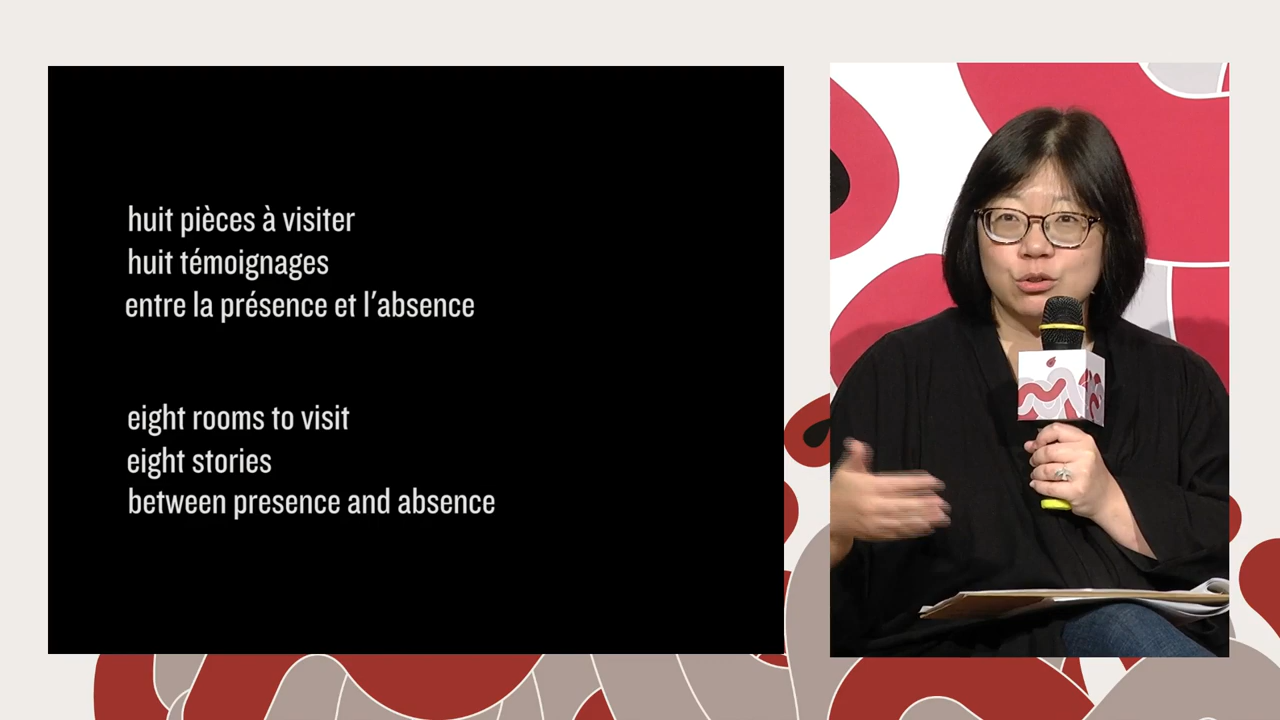 huit pièces à visiter
huit témoignages
entre la présence et l’absence
eight rooms to visit
eight stories
between presence and absence